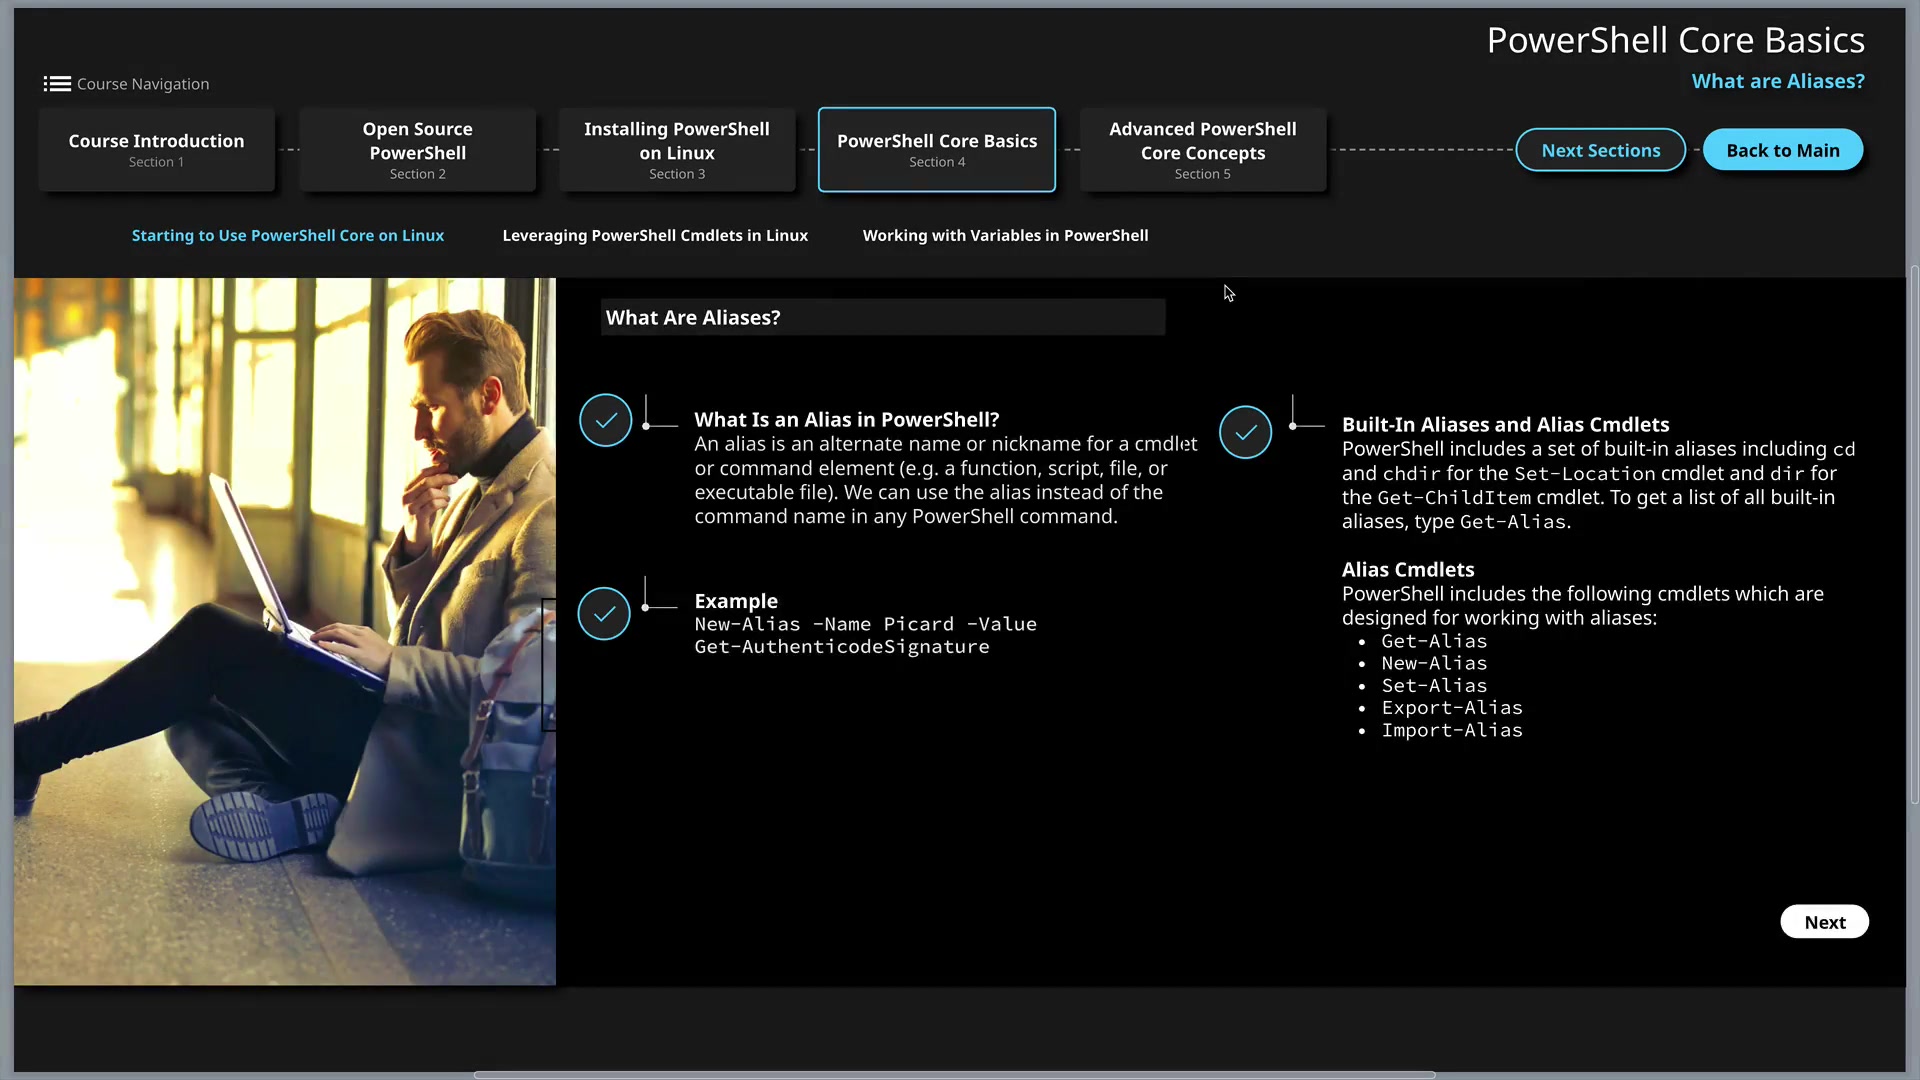 PowerShell Core Basics
What are Aliases?
Course Navigation
Course Introduction
Section 1
Open Source
PowerShell
Section 2
Installing PowerShell
on Linux
Section 3
PowerShell Core Basics
Section 4
Advanced PowerShell
Core Concepts
Section 5
Next Sections
Back to Main
Starting to Use PowerShell Core on Linux
Leveraging PowerShell Cmdlets in Linux
Working with Variables in PowerShell
What Are Aliases?
What Is an Alias in PowerShell?
An alias is an alternate name or nickname for a cmdlet
or command element (e.g. a function, script, file, or
executable file). We can use the alias instead of the
command name in any PowerShell command.
Example
New-Alias -Name Picard -Value
Get-AuthenticodeSignature
Built-In Aliases and Alias Cmdlets
PowerShell includes a set of built-in aliases including cd
and chdir for the Set-Location cmdlet and dir for
the Get-ChildItem cmdlet. To get a list of all built-in
aliases, type Get-Alias.
Alias Cmdlets
PowerShell includes the following cmdlets which are
designed for working with aliases:
• Get-Alias
• New-Alias
• Set-Alias
• Export-Alias
• Import-Alias
Next